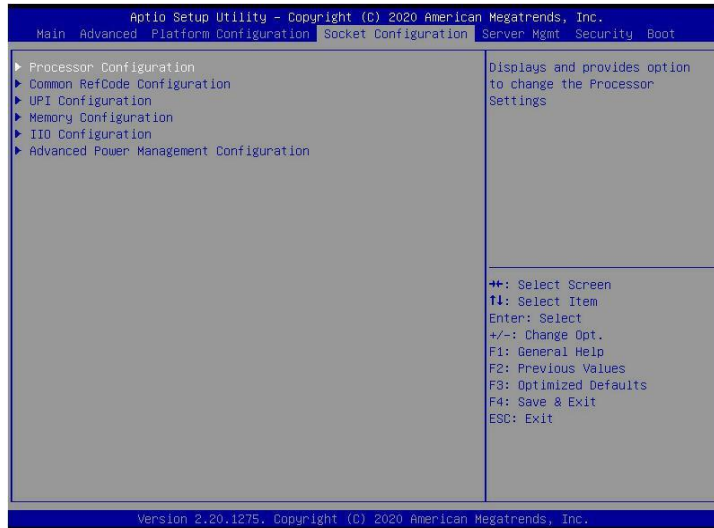 Aptio Setup Utility – Copyright (C) 2020 American Megatrends, Inc.
Main Advanced Platform Configuration Socket Configuration Server Mgmt Security Boot
▶ Processor Configuration
▶ Common RefCode Configuration
▶ UPI Configuration
▶ Memory Configuration
▶ IIO Configuration
▶ Advanced Power Management Configuration
Displays and provides option
to change the Processor
Settings
→←: Select Screen
↑↓: Select Item
Enter: Select
+/-: Change Opt.
F1: General Help
F2: Previous Values
F3: Optimized Defaults
F4: Save & Exit
ESC: Exit
Version 2.20.1275. Copyright (C) 2020 American Megatrends, Inc.